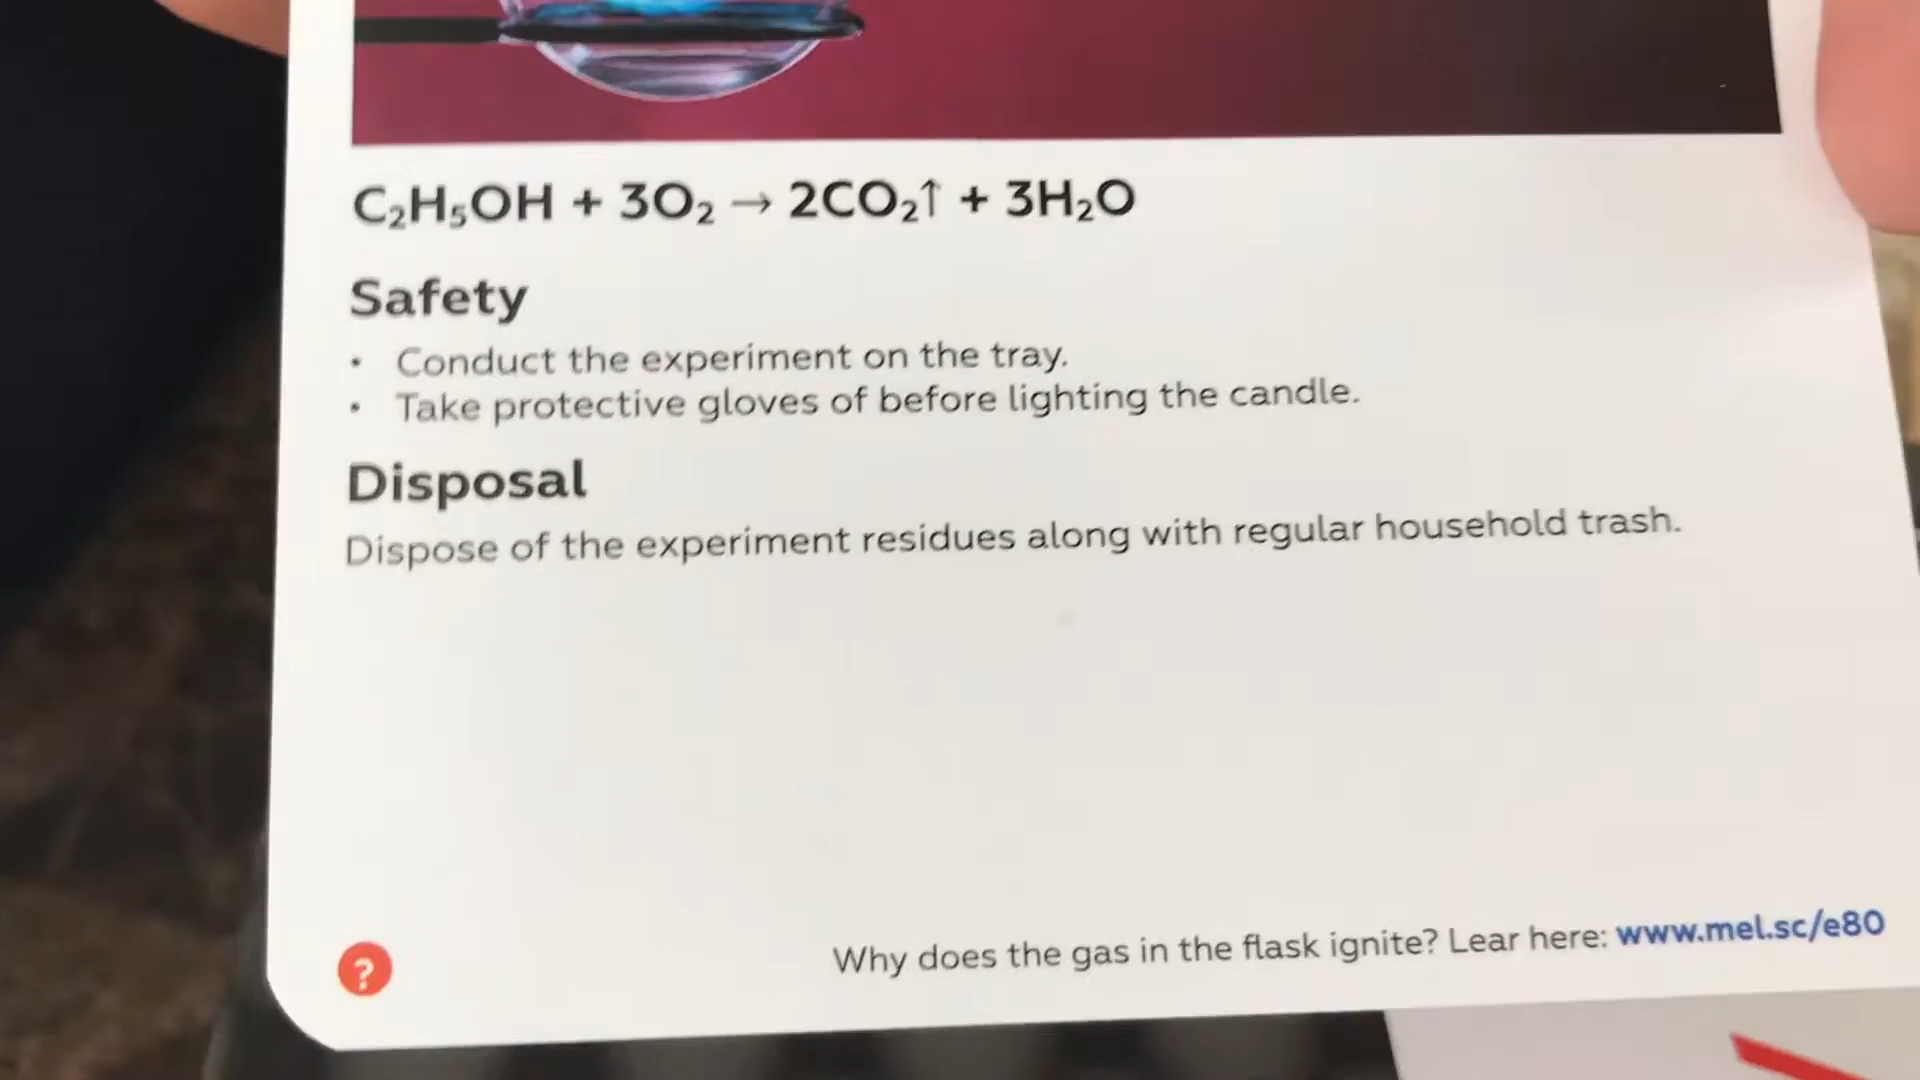 C₂H₅OH + 3O₂ → 2CO₂↑ + 3H₂O
Safety
• Conduct the experiment on the tray.
• Take protective gloves of before lighting the candle.
Disposal
Dispose of the experiment residues along with regular household trash.
?
Why does the gas in the flask ignite? Lear here: www.mel.sc/e80